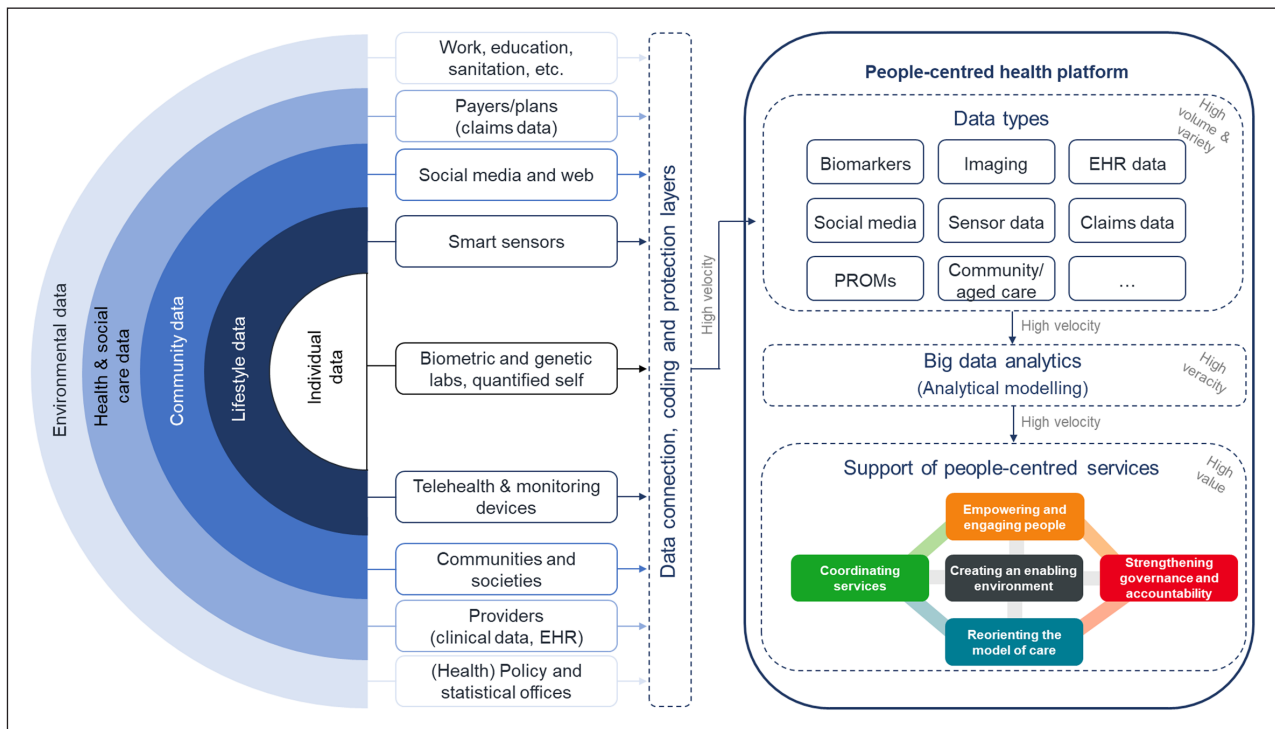 Environmental data
Health & social
care data
Community data
Lifestyle data
Individual
data
Work, education,
sanitation, etc.
Payers/plans
(claims data)
Social media and web
Smart sensors
Biometric and genetic
labs, quantified self
Telehealth & monitoring
devices
Communities and
societies
Providers
(clinical data, EHR)
(Health) Policy and
statistical offices
Data connection, coding and protection layers
High velocity
People-centred health platform
Data types
High
volume &
variety
Biomarkers
Imaging
EHR data
Social media
Sensor data
Claims data
PROMs
Community/
aged care
...
High velocity
Big data analytics
(Analytical modelling)
High
veracity
High velocity
Support of people-centred services
High
value
Empowering and
engaging people
Coordinating
services
Creating an enabling
environment
Strengthening
governance and
accountability
Reorienting the
model of care